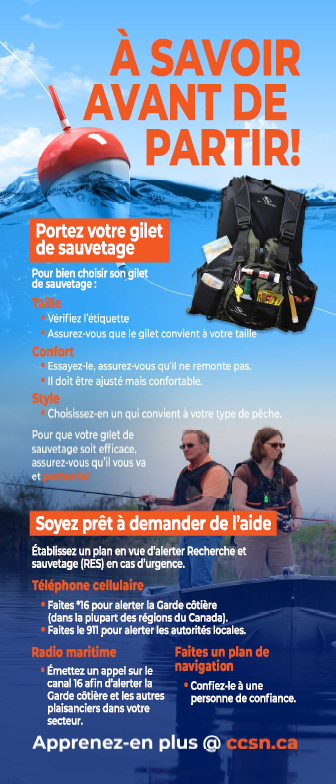 À SAVOIR
AVANT DE
PARTIR!
Portez votre gilet
de sauvetage
Pour bien choisir son gilet
de sauvetage :
Taille
• Vérifiez l'étiquette
• Assurez-vous que le gilet convient à votre taille
Confort
• Essayez-le, assurez-vous qu'il ne remonte pas.
• Il doit être ajusté mais confortable.
Style
• Choisissez-en un qui convient à votre type de pêche.
Pour que votre gilet de
sauvetage soit efficace,
assurez-vous qu'il vous va
et portez-le!
Soyez prêt à demander de l'aide
Établissez un plan en vue d'alerter Recherche et
sauvetage (RES) en cas d'urgence.
Téléphone cellulaire
• Faites *16 pour alerter la Garde côtière
(dans la plupart des régions du Canada).
• Faites le 911 pour alerter les autorités locales.
Radio maritime
• Émettez un appel sur le
canal 16 afin d'alerter la
Garde côtière et les autres
plaisanciers dans votre
secteur.
Faites un plan de
navigation
• Confiez-le à une
personne de confiance.
Apprenez-en plus @ ccsn.ca